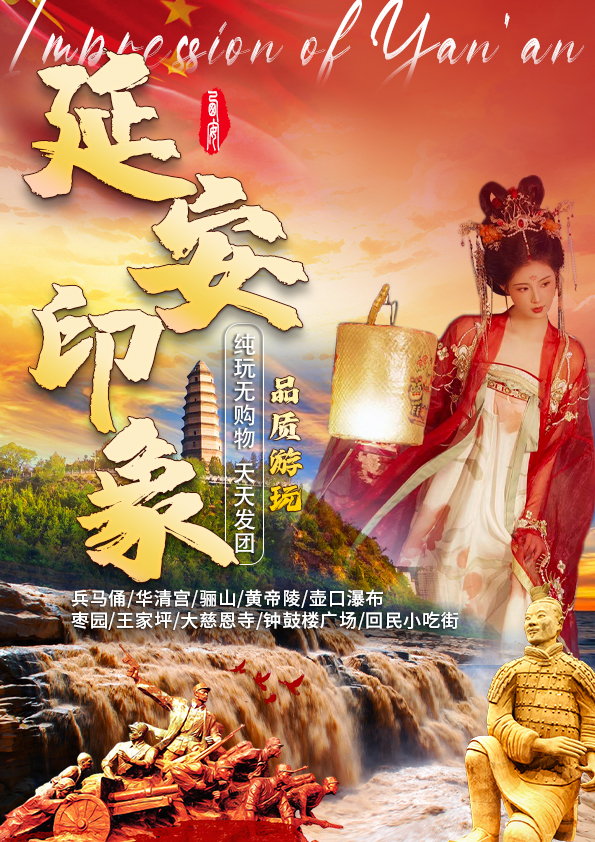 Impression of Yan'an
延安印象
纯玩无购物 天天发团
品质游玩
兵马俑/华清宫/骊山/黄帝陵/壶口瀑布
枣园/王家坪/大慈恩寺/钟鼓楼广场/回民小吃街